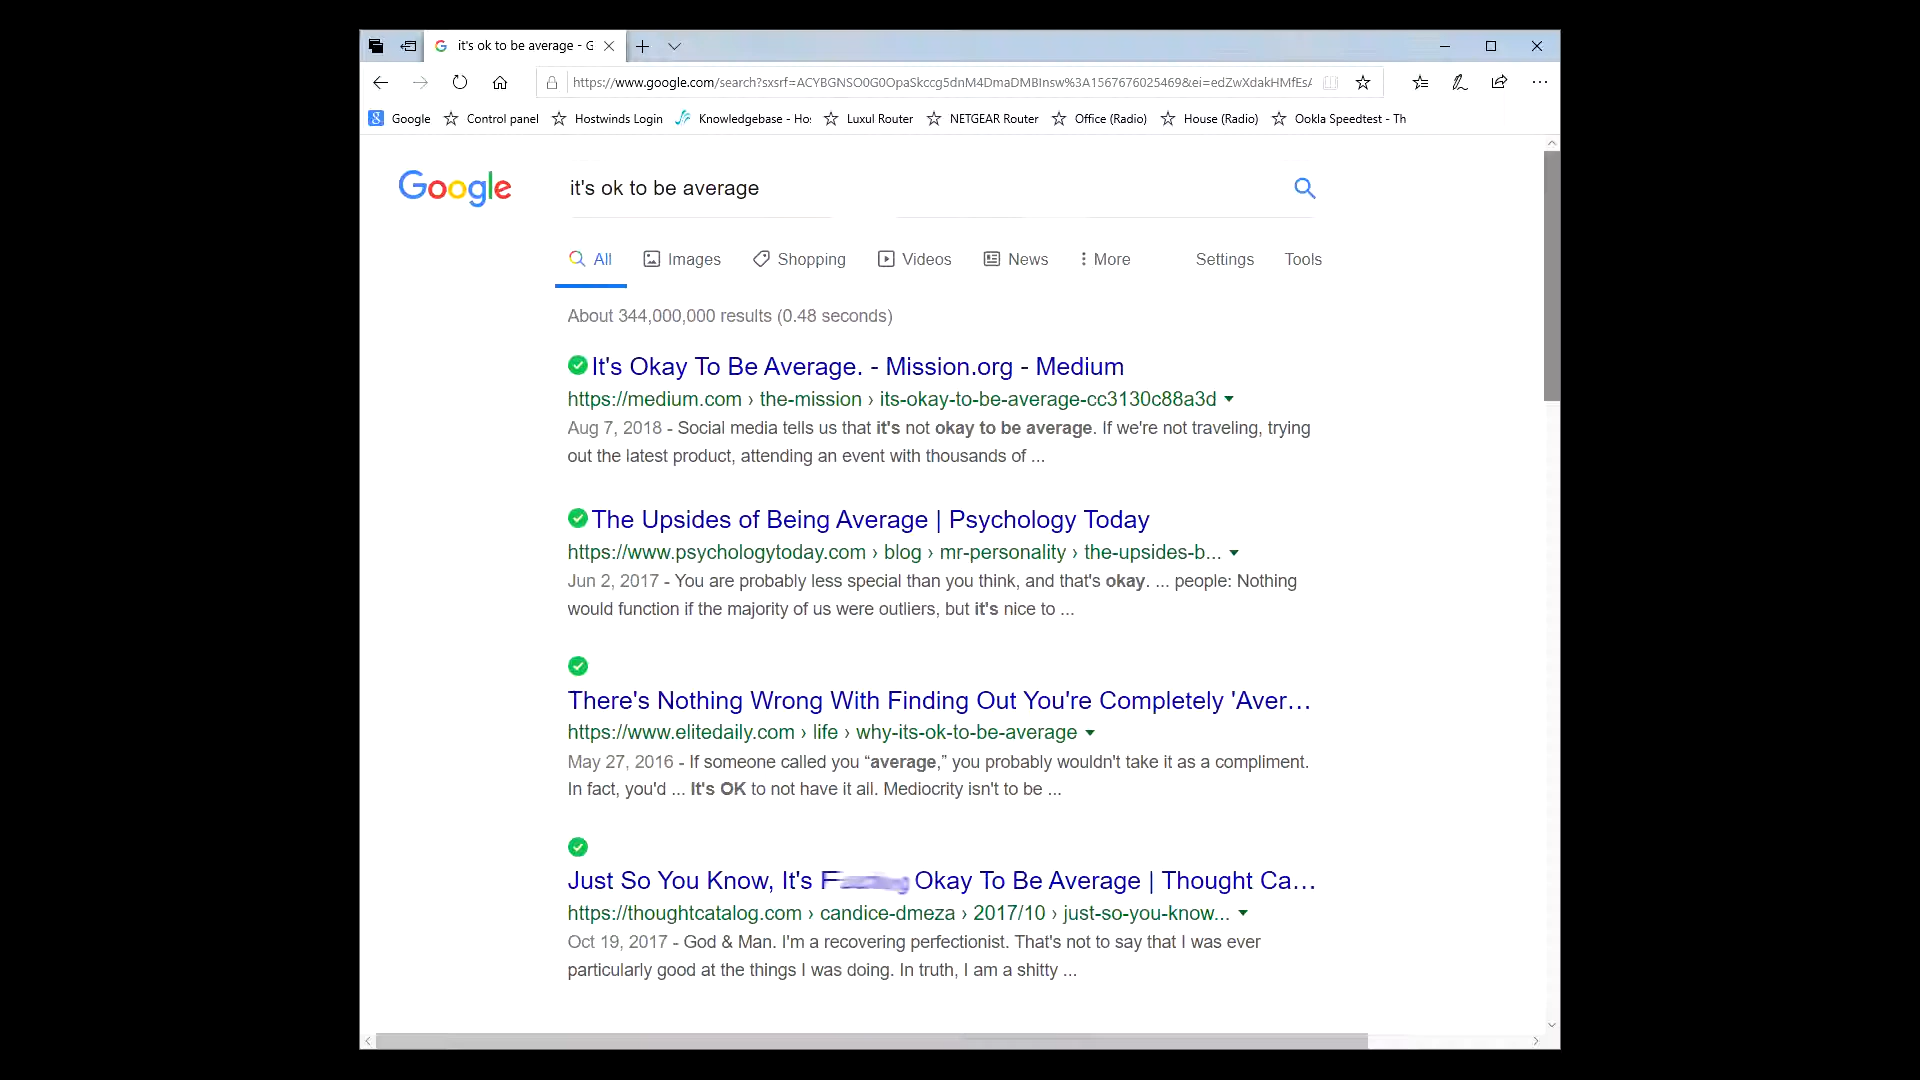 it's ok to be average - G
https://www.google.com/search?sxsrf=ACYBGNSO0G0OpaSkccg5dnM4DmaDMBInsw%3A1567676025469&ei=edZwXdakHMfEsA
Google Control panel Hostwinds Login Knowledgebase - Hos Luxul Router NETGEAR Router Office (Radio) House (Radio) Ookla Speedtest - Th
Google it's ok to be average
All Images Shopping Videos News More Settings Tools
About 344,000,000 results (0.48 seconds)
It's Okay To Be Average. - Mission.org - Medium
https://medium.com › the-mission › its-okay-to-be-average-cc3130c88a3d
Aug 7, 2018 - Social media tells us that it's not okay to be average. If we're not traveling, trying
out the latest product, attending an event with thousands of ...
The Upsides of Being Average | Psychology Today
https://www.psychologytoday.com › blog › mr-personality › the-upsides-b...
Jun 2, 2017 - You are probably less special than you think, and that's okay. ... people: Nothing
would function if the majority of us were outliers, but it's nice to ...
There's Nothing Wrong With Finding Out You're Completely 'Aver...
https://www.elitedaily.com › life › why-its-ok-to-be-average
May 27, 2016 - If someone called you “average,” you probably wouldn't take it as a compliment.
In fact, you'd ... It's OK to not have it all. Mediocrity isn't to be ...
Just So You Know, It's Okay To Be Average | Thought Ca...
https://thoughtcatalog.com › candice-dmeza › 2017/10 › just-so-you-know...
Oct 19, 2017 - God & Man. I'm a recovering perfectionist. That's not to say that I was ever
particularly good at the things I was doing. In truth, I am a shitty ...